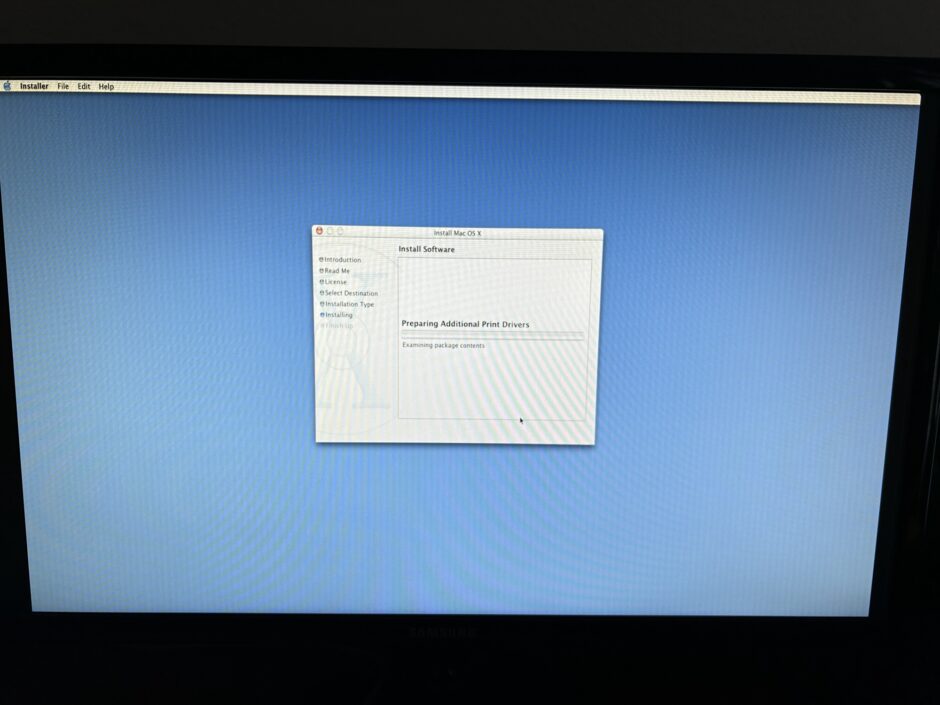 Installer File Edit Help
Install Mac OS X
Install Software
Introduction
Read Me
License
Select Destination
Installation Type
Installing
Finish Up
Preparing Additional Print Drivers
Examining package contents
SAMSUNG